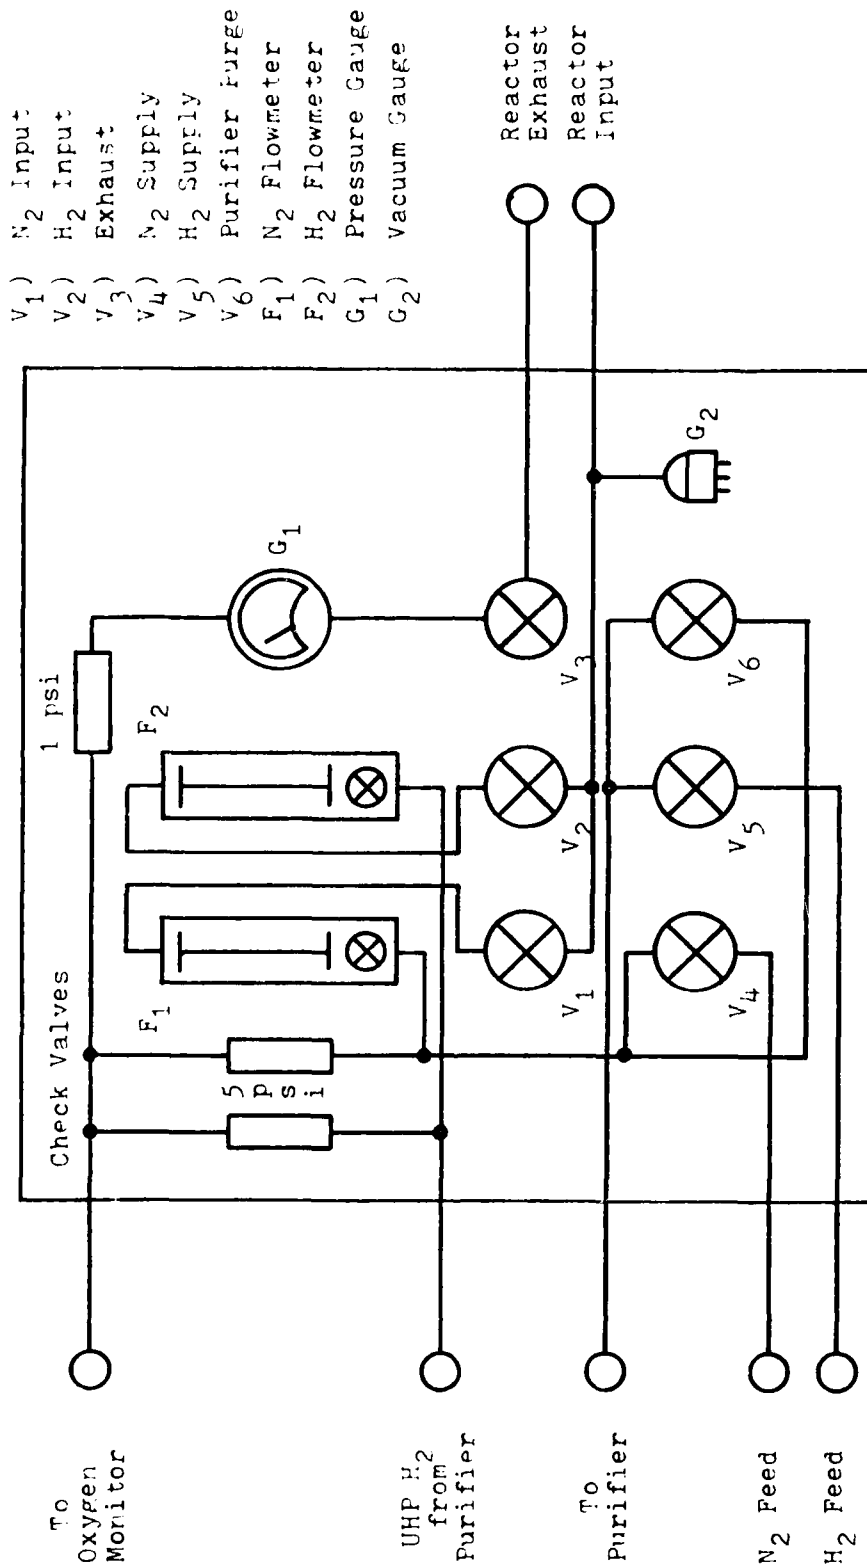 V1) N2 Input
V2) H2 Input
V3) Exhaust
V4) N2 Supply
V5) H2 Supply
V6) Purifier Purge
F1) N2 Flowmeter
F2) H2 Flowmeter
G1) Pressure Gauge
G2) Vacuum Gauge
Reactor
Exhaust
Reactor
Input
Check Valves
1 psi
5
p
s
i
F1
F2
G1
V1
V2
V3
G2
V4
V5
V6
To
Oxygen
Monitor
UHP H2
from
Purifier
To
Purifier
N2 Feed
H2 Feed